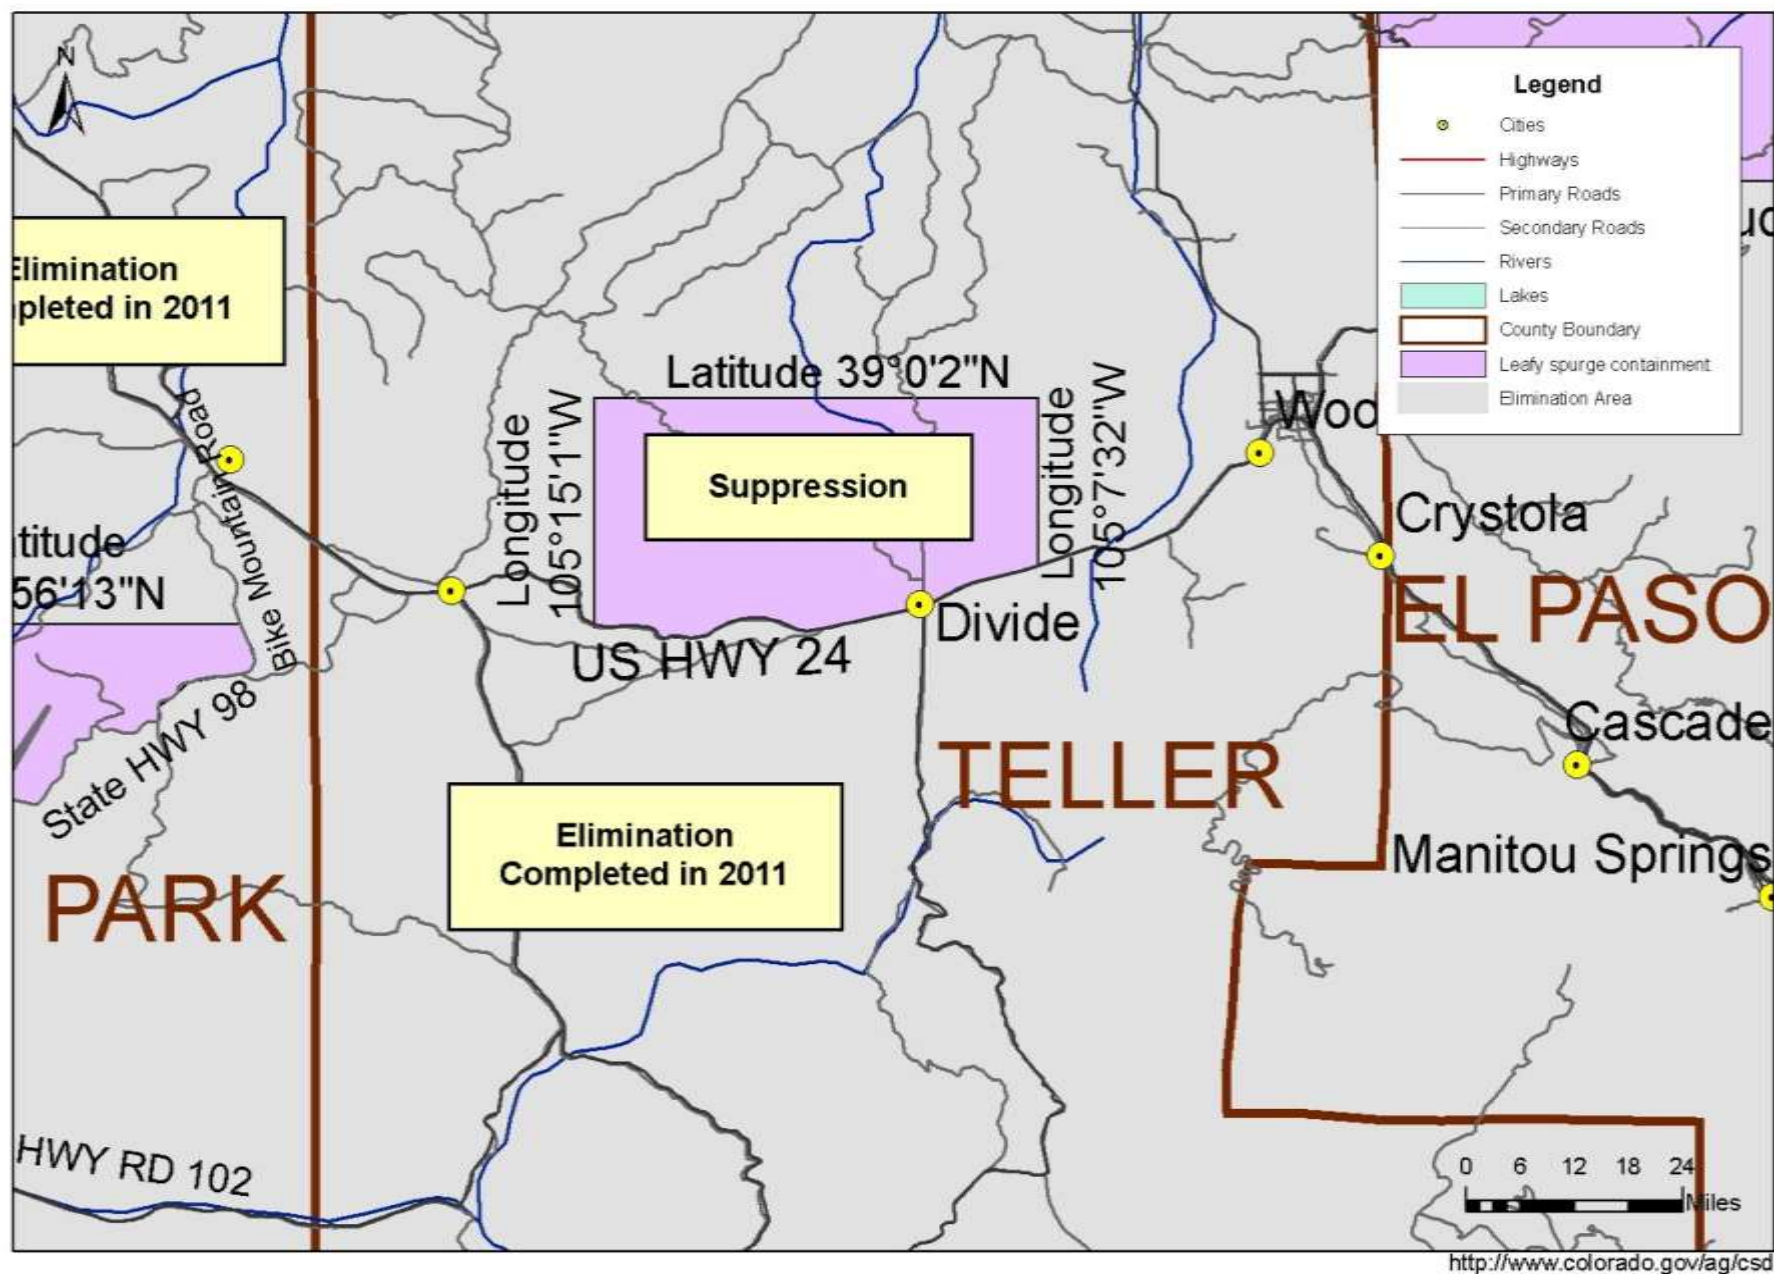 N
Legend
Cities
Highways
Primary Roads
Secondary Roads
Rivers
Lakes
County Boundary
Leafy spurge containment
Elimination Area
Elimination
pleted in 2011
Latitude 39°0'2"N
Longitude
105°15'1"W
Suppression
Longitude
105°7'32"W
Woo
Bike Mountain Road
titude
56'13"N
Crystola
EL PASO
Divide
US HWY 24
State HWY 98
Cascade
TELLER
Elimination
Completed in 2011
Manitou Springs
PARK
HWY RD 102
0 6 12 18 24
Miles
http://www.colorado.gov/ag/csd